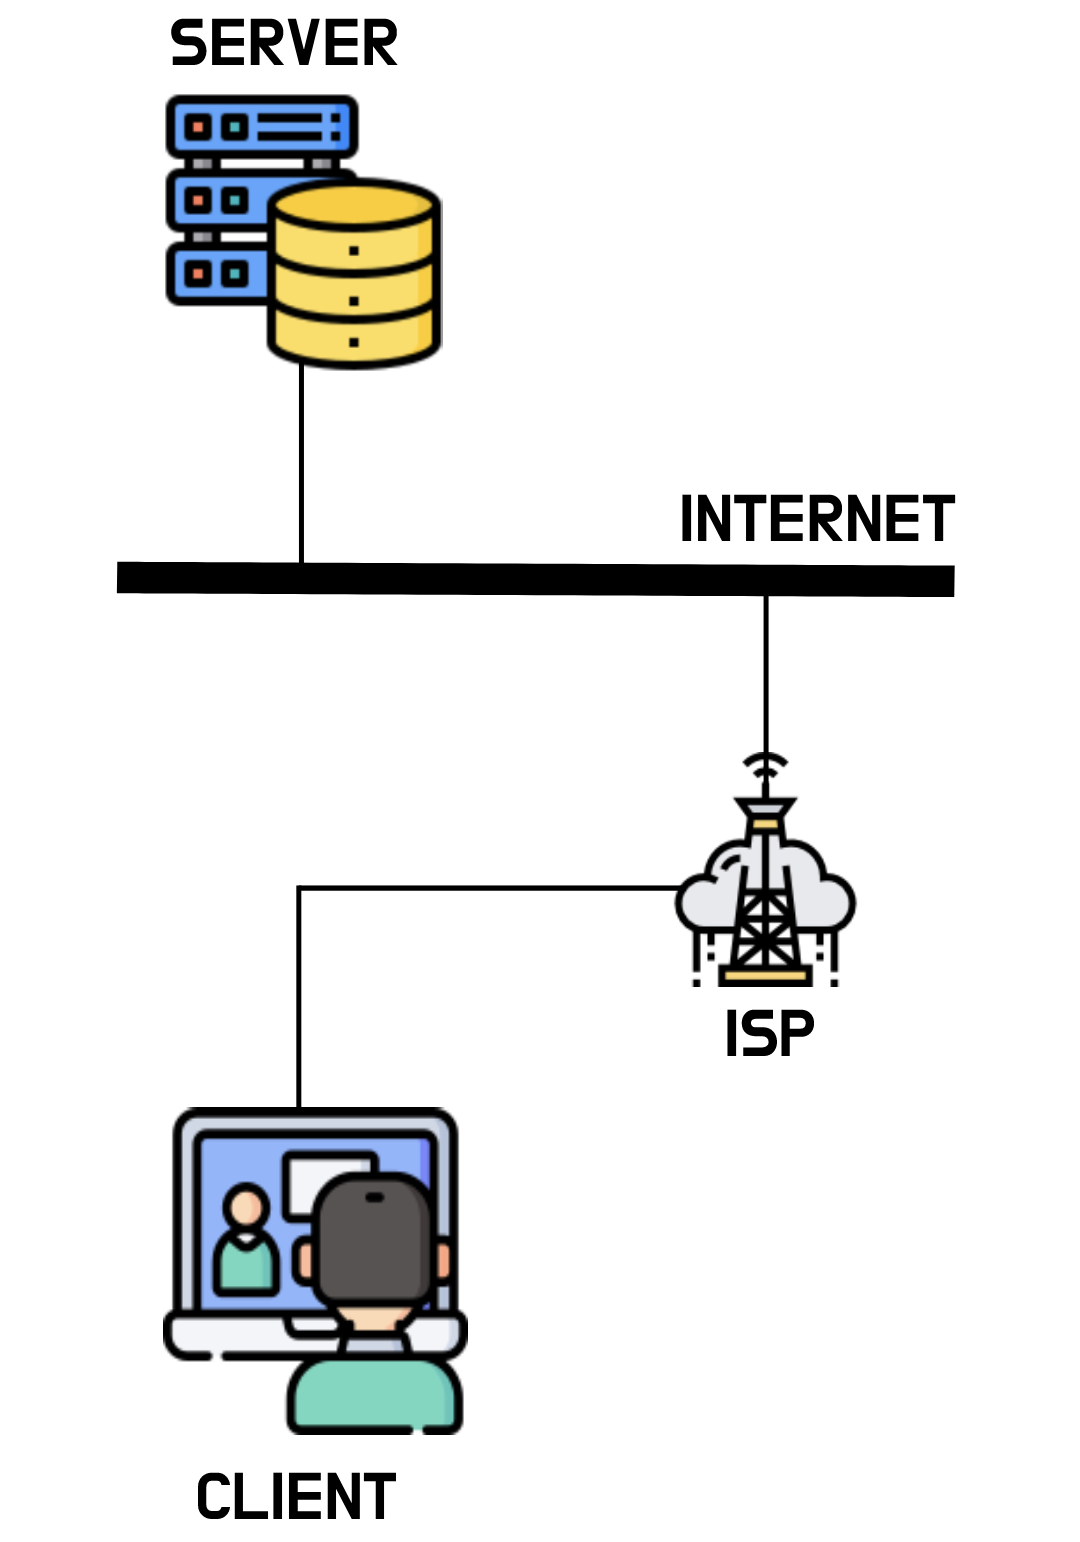 SERVER
INTERNET
ISP
CLIENT